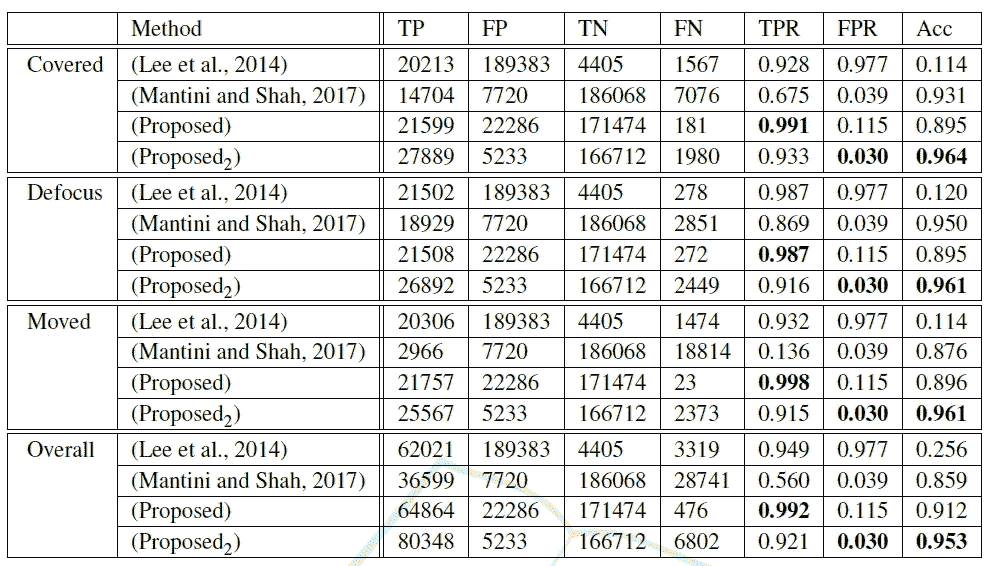 Method TP FP TN FN TPR FPR Acc
Covered (Lee et al., 2014) 20213 189383 4405 1567 0.928 0.977 0.114
(Mantini and Shah, 2017) 14704 7720 186068 7076 0.675 0.039 0.931
(Proposed) 21599 22286 171474 181 0.991 0.115 0.895
(Proposed₂) 27889 5233 166712 1980 0.933 0.030 0.964
Defocus (Lee et al., 2014) 21502 189383 4405 278 0.987 0.977 0.120
(Mantini and Shah, 2017) 18929 7720 186068 2851 0.869 0.039 0.950
(Proposed) 21508 22286 171474 272 0.987 0.115 0.895
(Proposed₂) 26892 5233 166712 2449 0.916 0.030 0.961
Moved (Lee et al., 2014) 20306 189383 4405 1474 0.932 0.977 0.114
(Mantini and Shah, 2017) 2966 7720 186068 18814 0.136 0.039 0.876
(Proposed) 21757 22286 171474 23 0.998 0.115 0.896
(Proposed₂) 25567 5233 166712 2373 0.915 0.030 0.961
Overall (Lee et al., 2014) 62021 189383 4405 3319 0.949 0.977 0.256
(Mantini and Shah, 2017) 36599 7720 186068 28741 0.560 0.039 0.859
(Proposed) 64864 22286 171474 476 0.992 0.115 0.912
(Proposed₂) 80348 5233 166712 6802 0.921 0.030 0.953